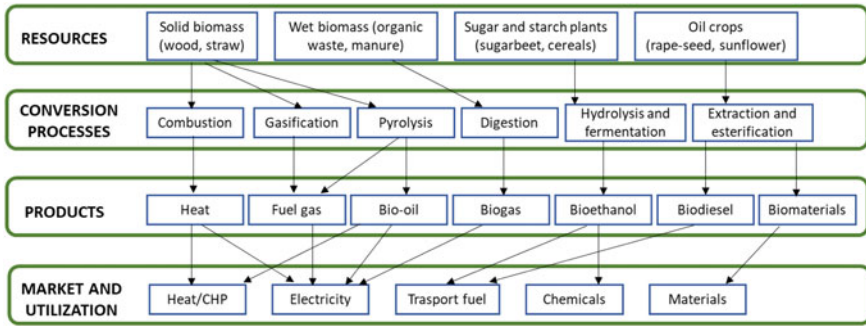 RESOURCES
Solid biomass
(wood, straw)
Wet biomass (organic
waste, manure)
Sugar and starch plants
(sugarbeet, cereals)
Oil crops
(rape-seed, sunflower)
CONVERSION
PROCESSES
Combustion
Gasification
Pyrolysis
Digestion
Hydrolysis and
fermentation
Extraction and
esterification
PRODUCTS
Heat
Fuel gas
Bio-oil
Biogas
Bioethanol
Biodiesel
Biomaterials
MARKET AND
UTILIZATION
Heat/CHP
Electricity
Trasport fuel
Chemicals
Materials